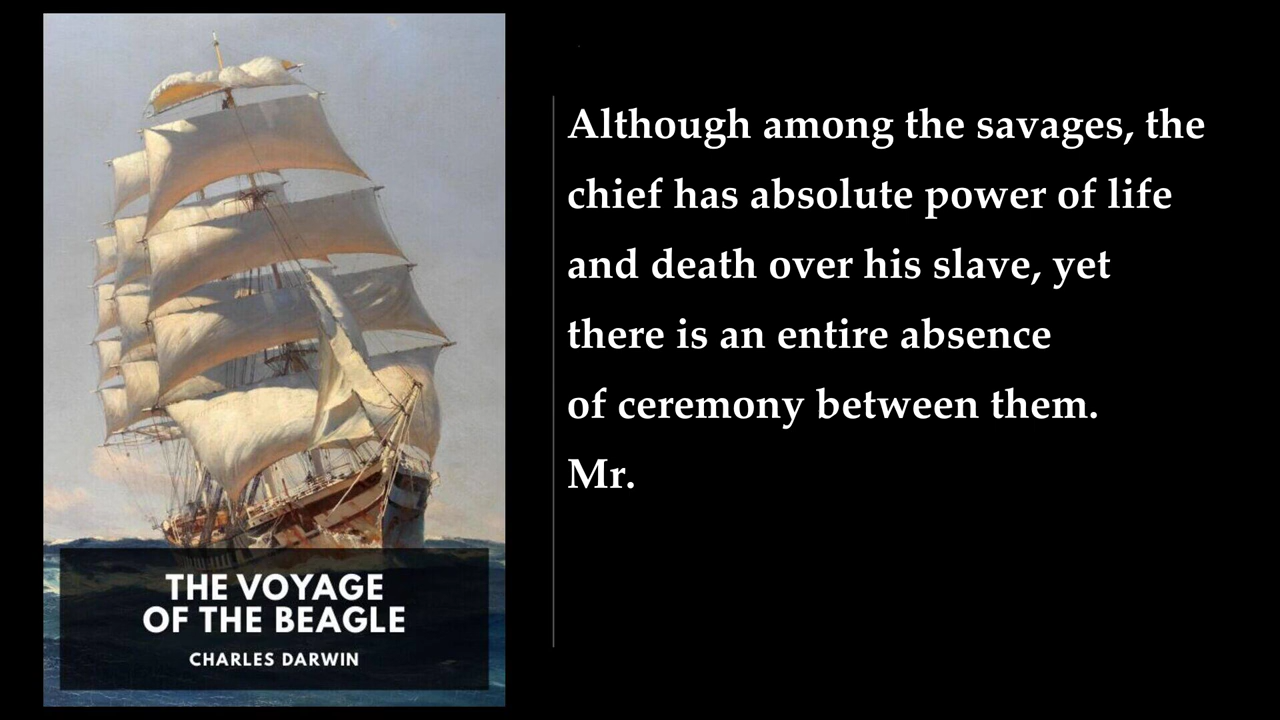 Although among the savages, the
chief has absolute power of life
and death over his slave, yet
there is an entire absence
of ceremony between them.
Mr.
THE VOYAGE
OF THE BEAGLE
CHARLES DARWIN